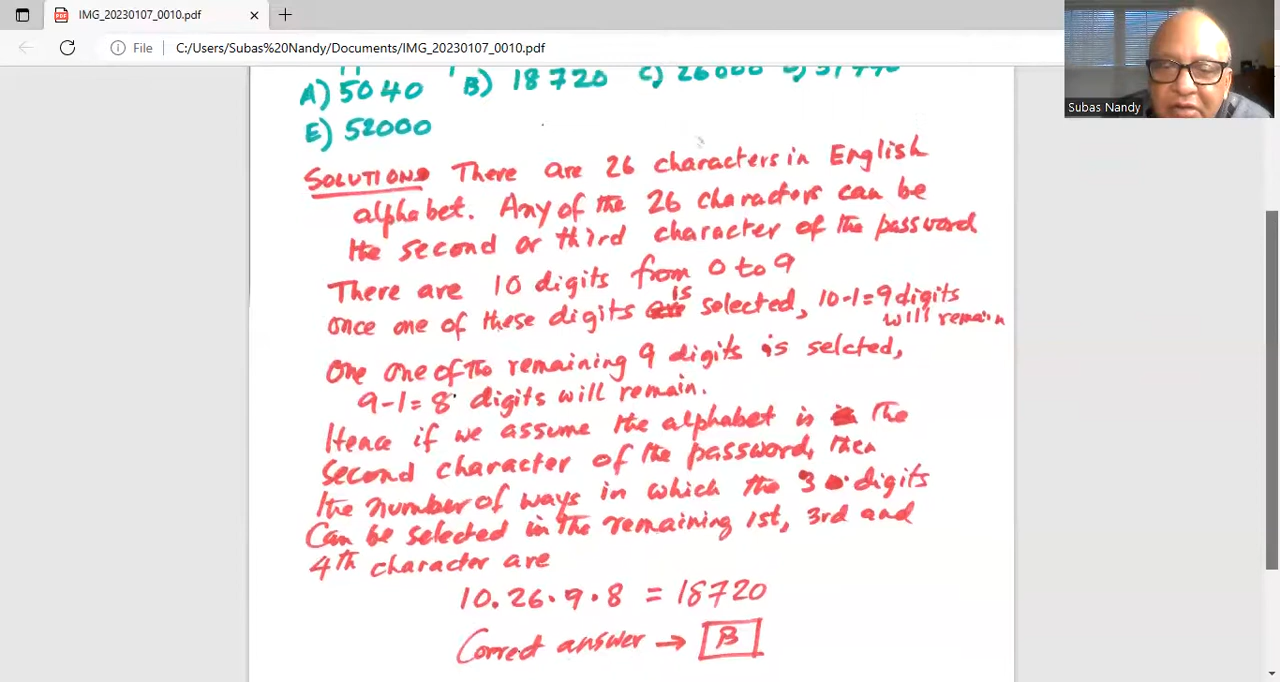 IMG_20230107_0010.pdf
File C:/Users/Subas%20Nandy/Documents/IMG_20230107_0010.pdf
Subas Nandy
A) 5040 B) 18720 C) 26000
E) 52000
SOLUTION There are 26 characters in English
alphabet. Any of the 26 characters can be
the second or third character of the password
There are 10 digits from 0 to 9
once one of these digits is selected, 10-1=9 digits
will remain
One one of the remaining 9 digits is selcted,
9-1=8 digits will remain.
Hence if we assume the alphabet is the
second character of the password, then
the number of ways in which the 3 digits
Can be selected in the remaining 1st, 3rd and
4th character are
10.26.9.8 = 18720
Correct answer → B